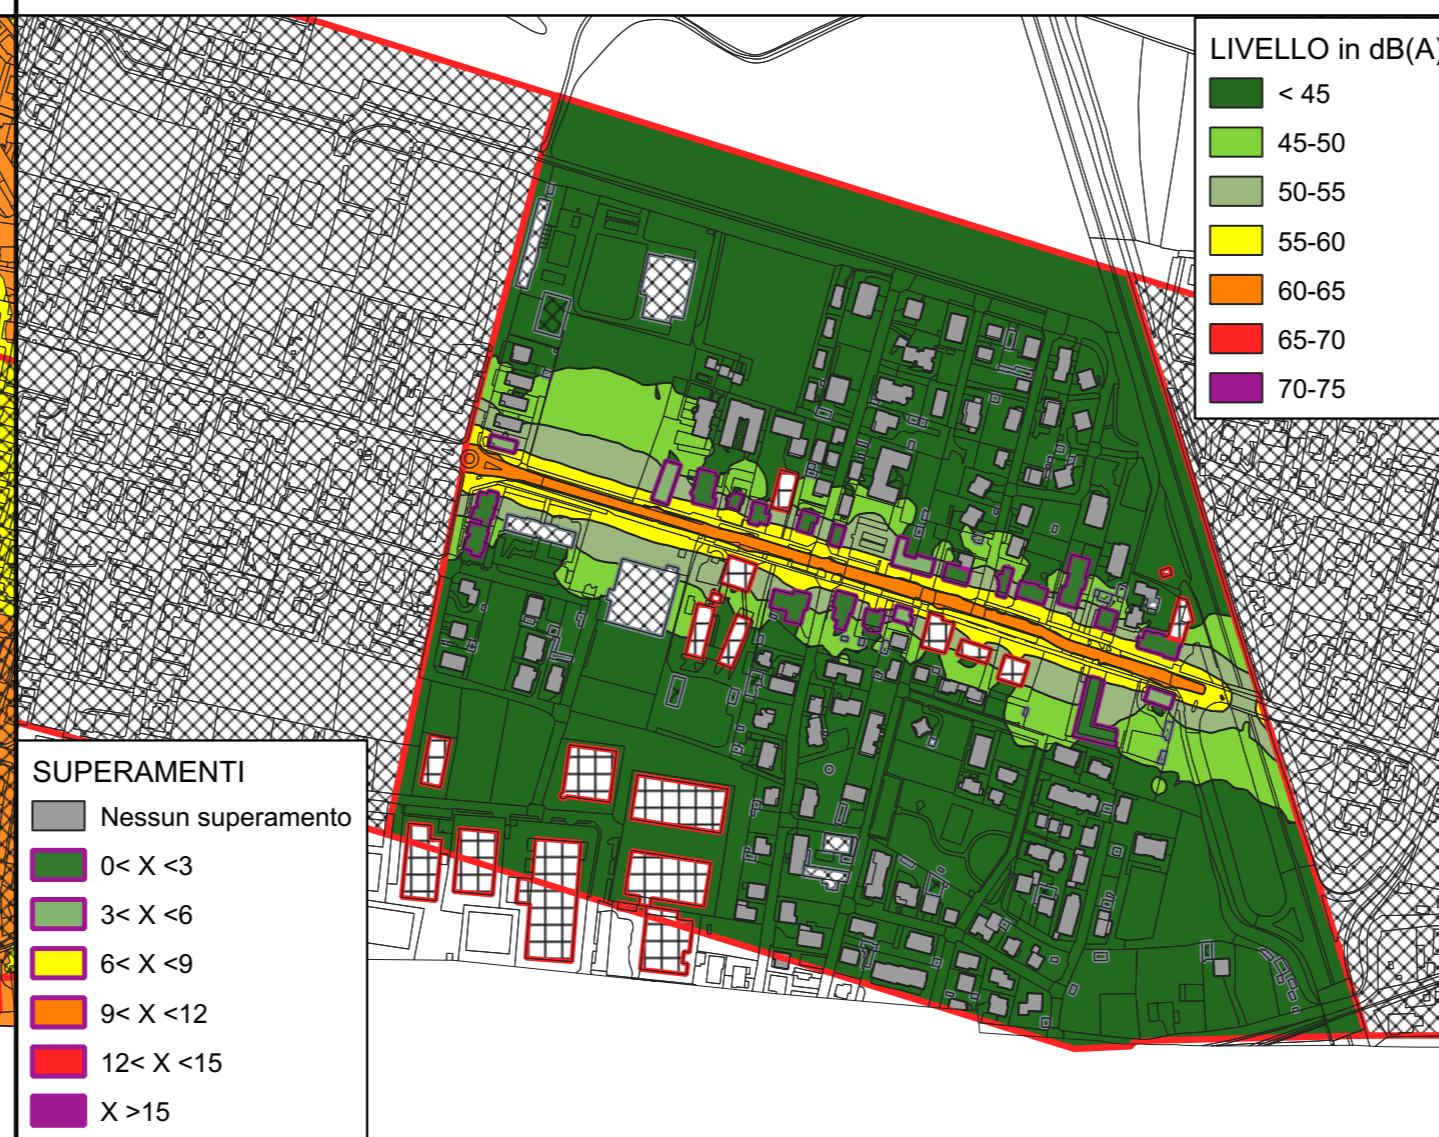 LIVELLO in dB(A)
< 45
45-50
50-55
55-60
60-65
65-70
70-75
SUPERAMENTI
Nessun superamento
0< X <3
3< X <6
6< X <9
9< X <12
12< X <15
X >15